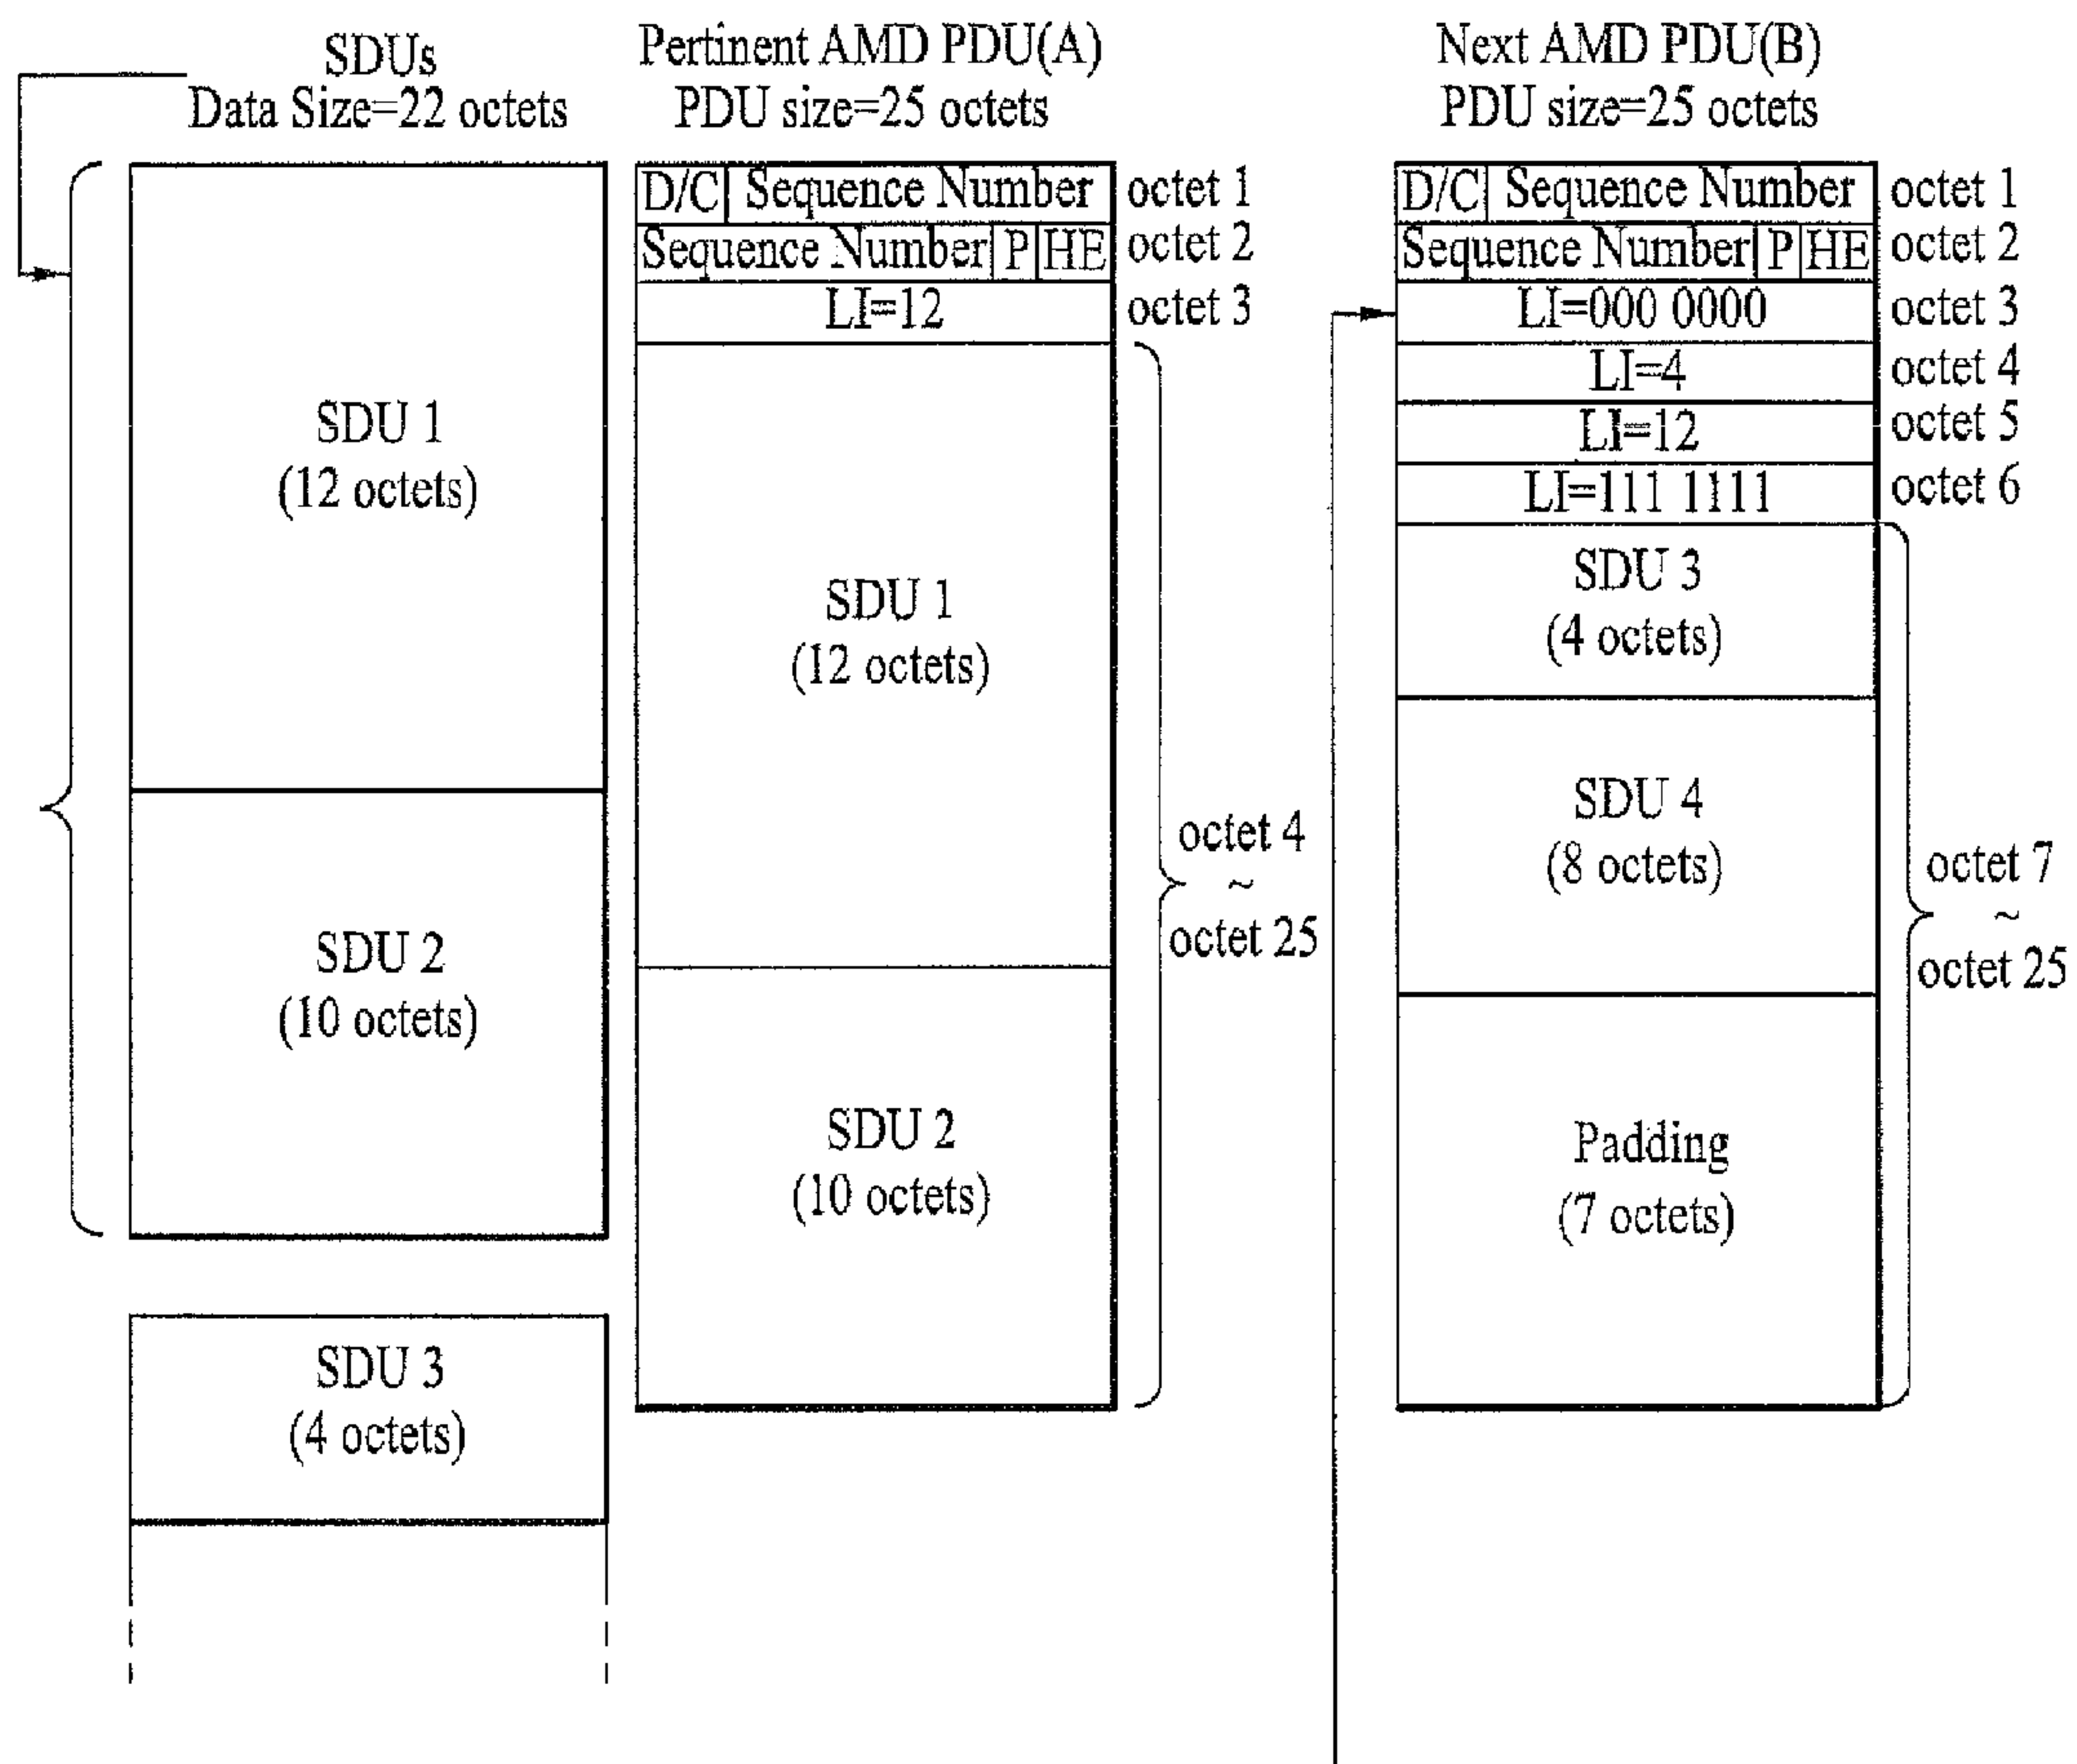 SDUs
Data Size=22 octets
SDU 1
(12 octets)
SDU 2
(10 octets)
SDU 3
(4 octets)
Pertinent AMD PDU(A)
PDU size=25 octets
D/C Sequence Number octet 1
Sequence Number P HE octet 2
LI=12 octet 3
SDU 1
(12 octets)
SDU 2
(10 octets)
octet 4
~
octet 25
Next AMD PDU(B)
PDU size=25 octets
D/C Sequence Number octet 1
Sequence Number P HE octet 2
LI=000 0000 octet 3
LI=4 octet 4
LI=12 octet 5
LI=111 1111 octet 6
SDU 3
(4 octets)
SDU 4
(8 octets)
Padding
(7 octets)
octet 7
~
octet 25